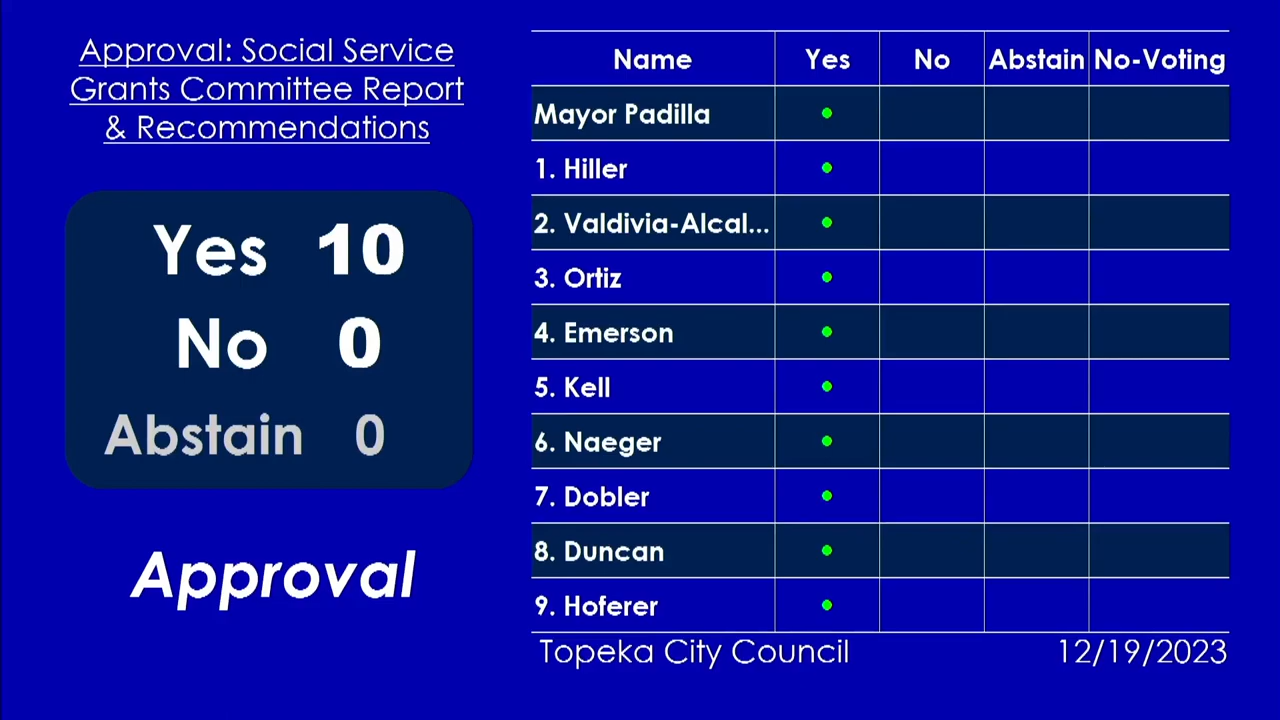 Approval: Social Service
Grants Committee Report
& Recommendations
Yes 10
No 0
Abstain 0
Approval
Name Yes No Abstain No-Voting
Mayor Padilla
1. Hiller
2. Valdivia-Alcal...
3. Ortiz
4. Emerson
5. Kell
6. Naeger
7. Dobler
8. Duncan
9. Hoferer
Topeka City Council 12/19/2023